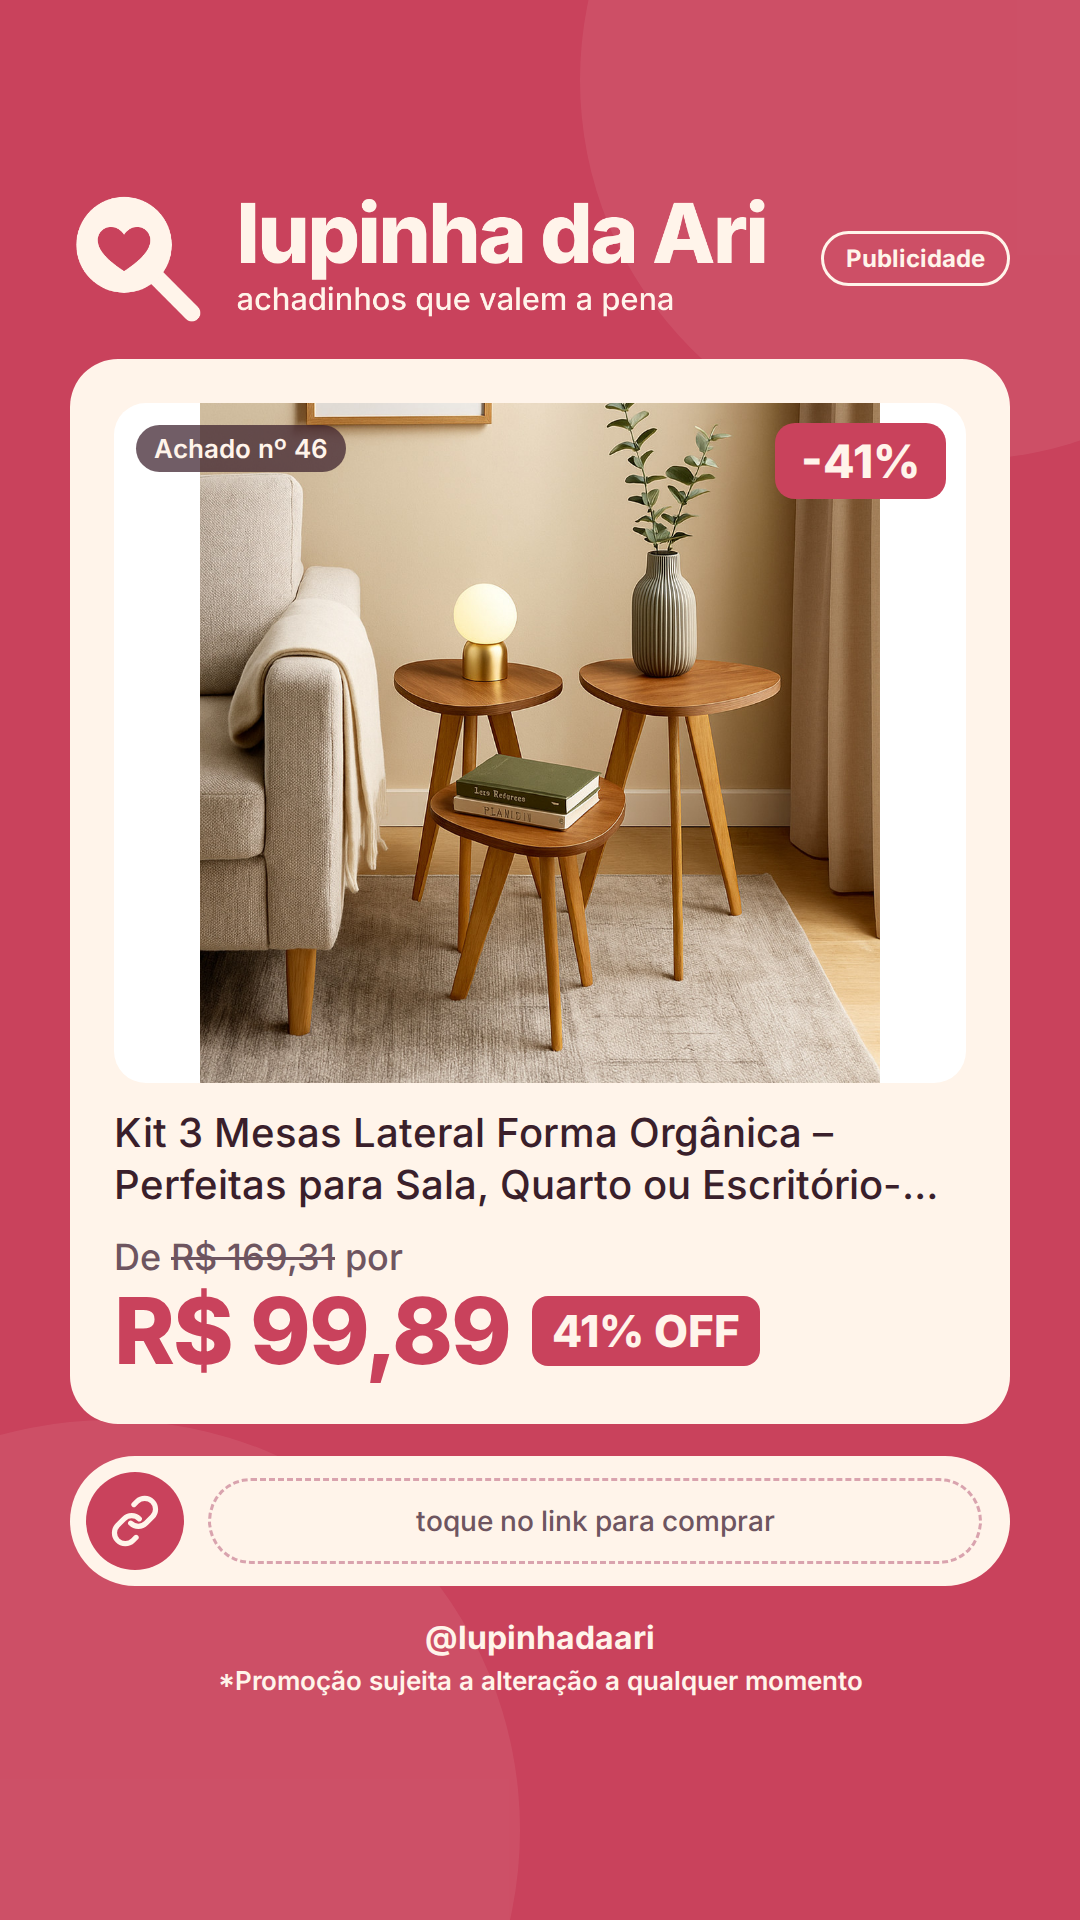 lupinha da Ari
achadinhos que valem a pena
Publicidade
Achado nº 46
-41%
PLANIDIN
Kit 3 Mesas Lateral Forma Orgânica –
Perfeitas para Sala, Quarto ou Escritório-...
De R$ 169,31 por
R$ 99,89
41% OFF
toque no link para comprar
@lupinhadaari
*Promoção sujeita a alteração a qualquer momento